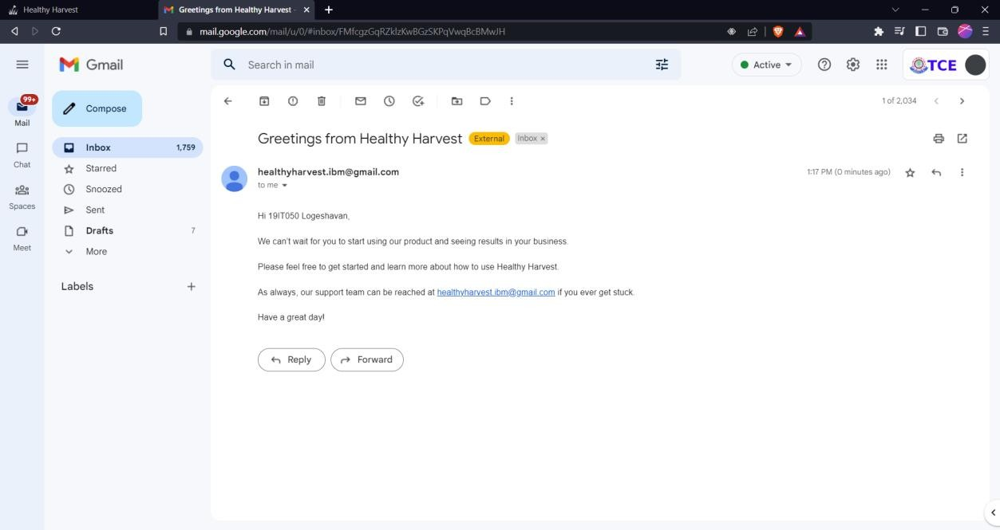 Healthy Harvest
Greetings from Healthy Harvest -
mail.google.com/mail/u/0/#inbox/FMfcgzGqRZklzKwBGzSKPqVwqBcBMwJH
Gmail
Search in mail
Active
TCE
99+
Mail
Chat
Spaces
Meet
Compose
Inbox 1,759
Starred
Snoozed
Sent
Drafts 7
More
Labels
1 of 2,034
Greetings from Healthy Harvest External Inbox ×
healthyharvest.ibm@gmail.com 1:17 PM (0 minutes ago)
to me
Hi 19IT050 Logeshavan,
We can't wait for you to start using our product and seeing results in your business.
Please feel free to get started and learn more about how to use Healthy Harvest.
As always, our support team can be reached at healthyharvest.ibm@gmail.com if you ever get stuck.
Have a great day!
Reply Forward